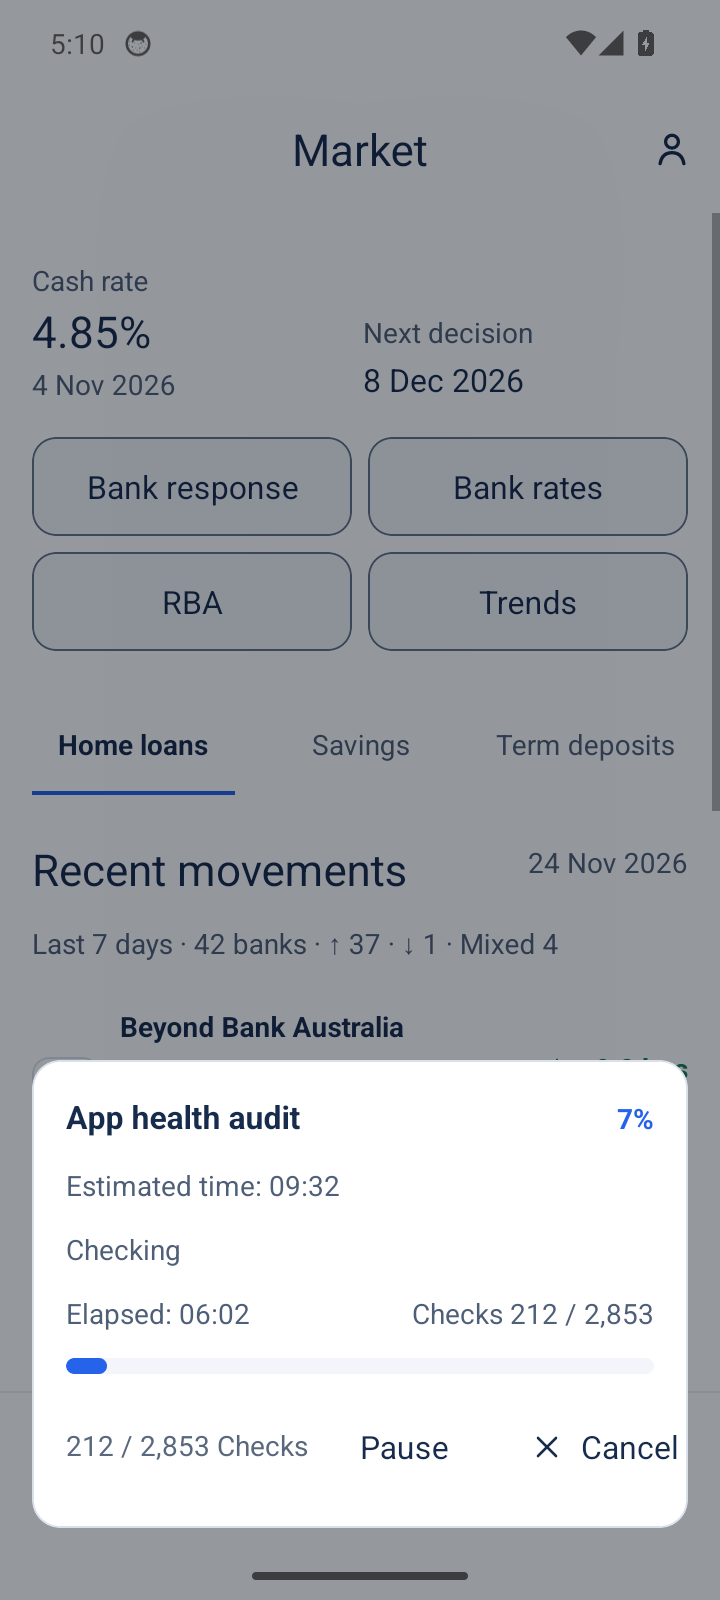 5:10
Market
Cash rate
4.85%
4 Nov 2026
Next decision
8 Dec 2026
Bank response
Bank rates
RBA
Trends
Home loans
Savings
Term deposits
Recent movements
24 Nov 2026
Last 7 days · 42 banks · ↑ 37 · ↓ 1 · Mixed 4
Beyond Bank Australia
App health audit
7%
Estimated time: 09:32
Checking
Elapsed: 06:02
Checks 212 / 2,853
212 / 2,853 Checks
Pause
Cancel